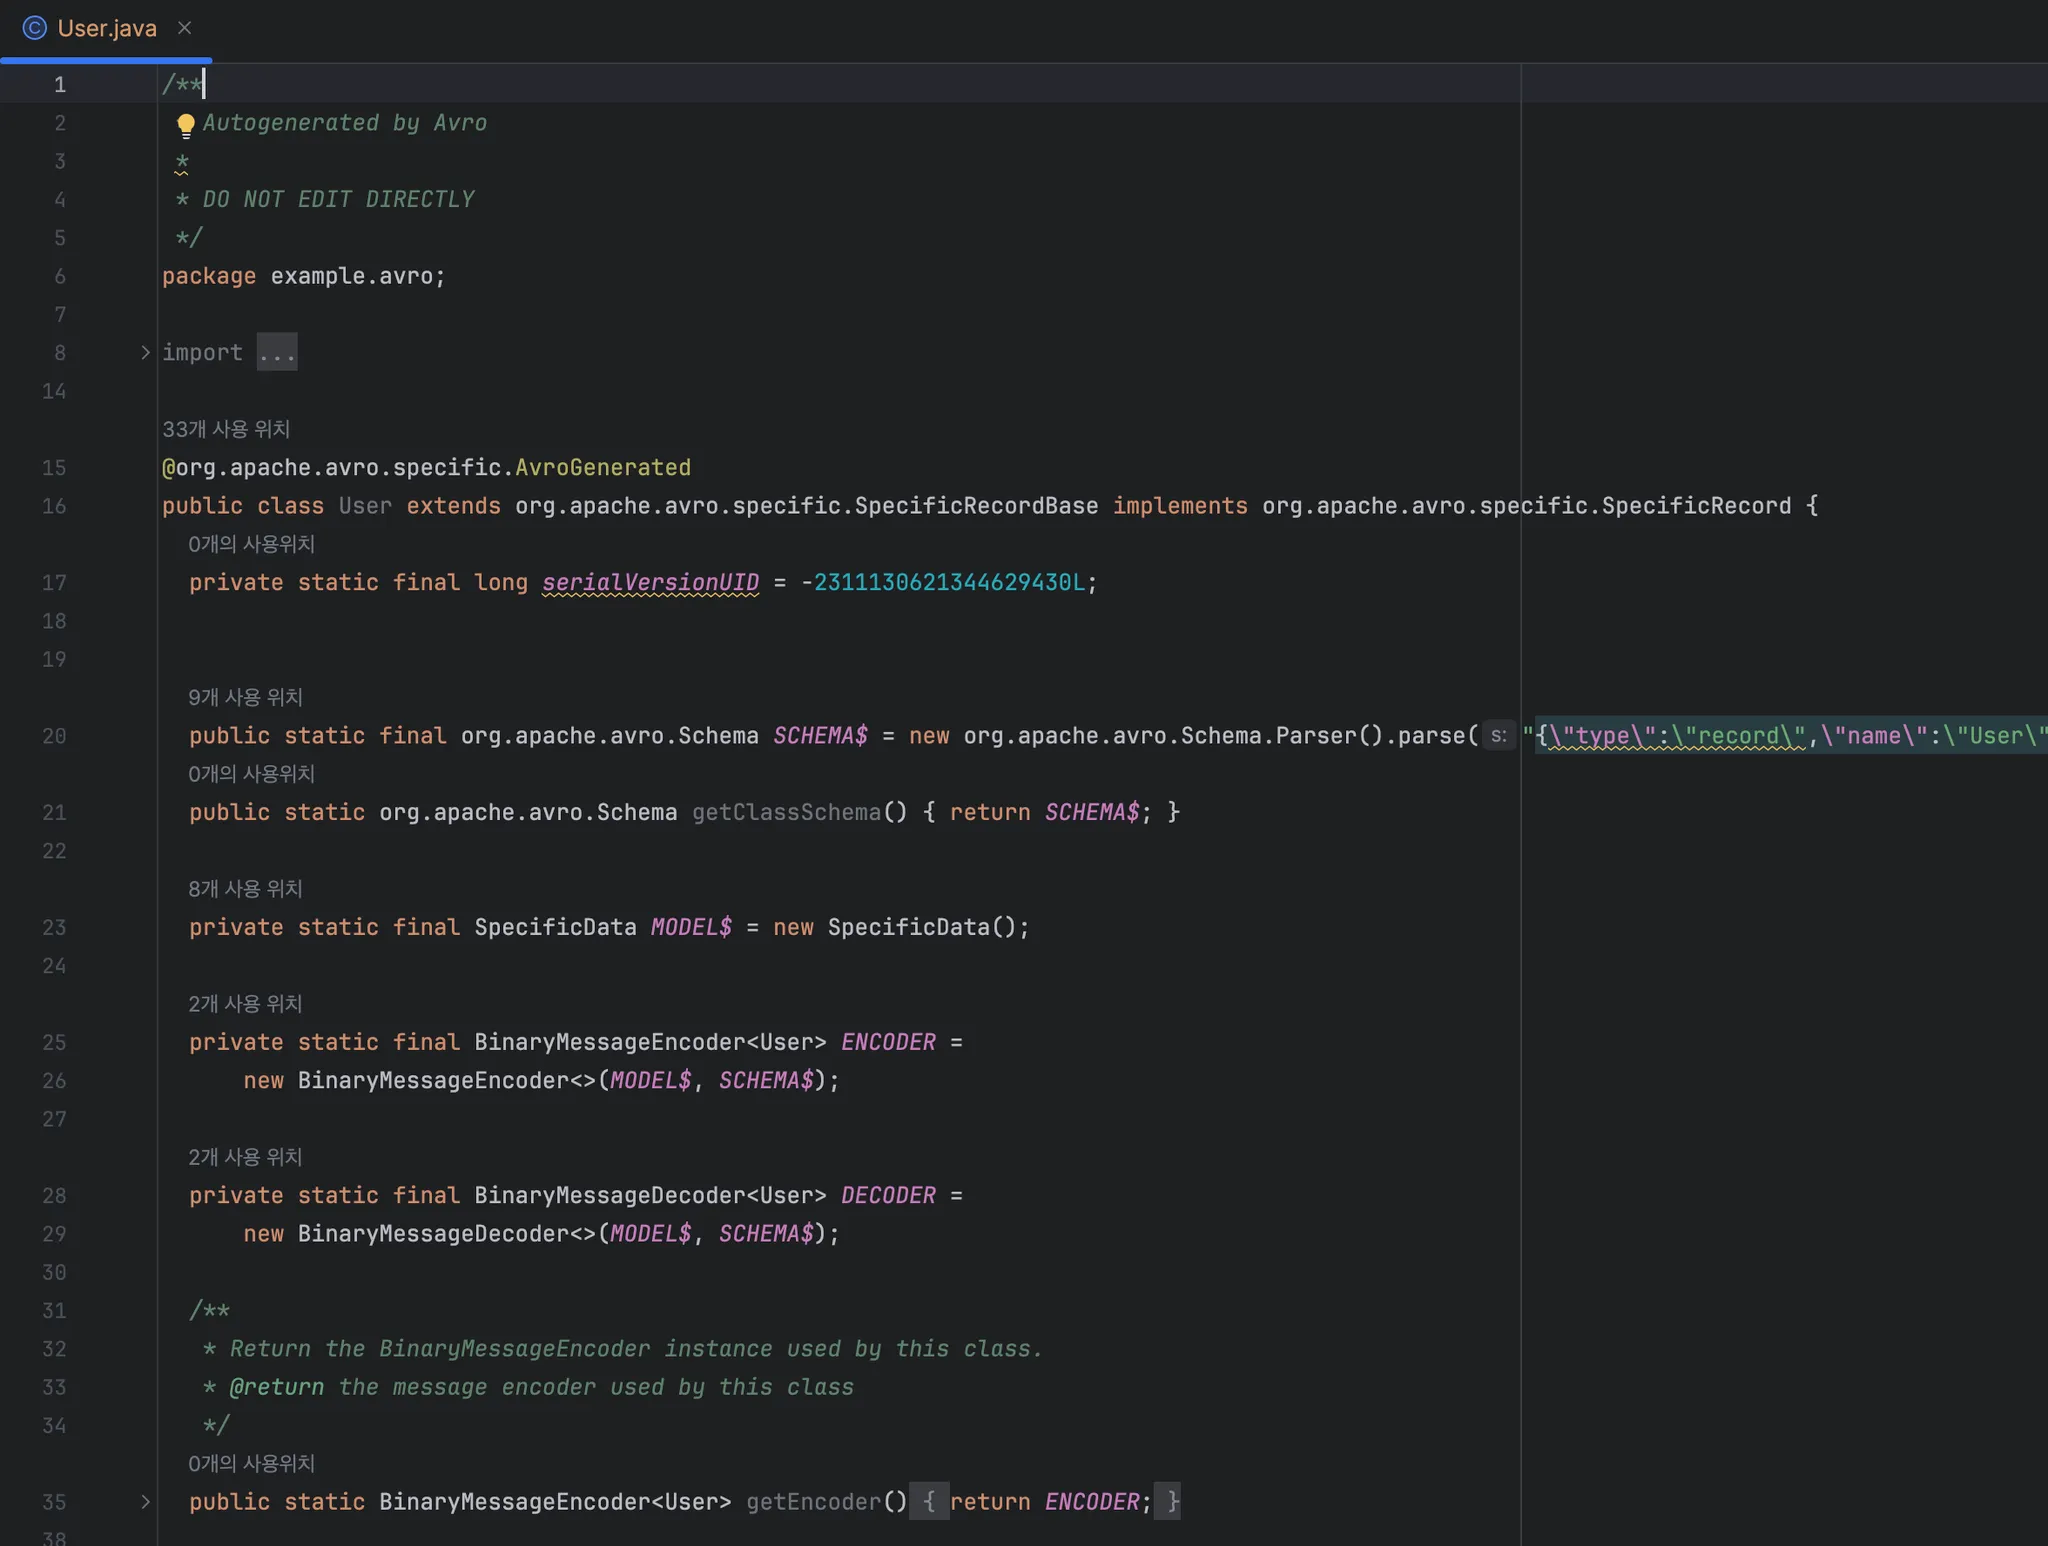 User.java
1 /**
2 Autogenerated by Avro
3 *
4 * DO NOT EDIT DIRECTLY
5 */
6 package example.avro;
7
8 import ...
14
33개 사용 위치
15 @org.apache.avro.specific.AvroGenerated
16 public class User extends org.apache.avro.specific.SpecificRecordBase implements org.apache.avro.specific.SpecificRecord {
0개의 사용위치
17 private static final long serialVersionUID = -2311130621344629430L;
18
19
9개 사용 위치
20 public static final org.apache.avro.Schema SCHEMA$ = new org.apache.avro.Schema.Parser().parse( s: "{\"type\":\"record\",\"name\":\"User\"
0개의 사용위치
21 public static org.apache.avro.Schema getClassSchema() { return SCHEMA$; }
22
8개 사용 위치
23 private static final SpecificData MODEL$ = new SpecificData();
24
2개 사용 위치
25 private static final BinaryMessageEncoder<User> ENCODER =
26 new BinaryMessageEncoder<>(MODEL$, SCHEMA$);
27
2개 사용 위치
28 private static final BinaryMessageDecoder<User> DECODER =
29 new BinaryMessageDecoder<>(MODEL$, SCHEMA$);
30
31 /**
32 * Return the BinaryMessageEncoder instance used by this class.
33 * @return the message encoder used by this class
34 */
0개의 사용위치
35 public static BinaryMessageEncoder<User> getEncoder() { return ENCODER; }
38